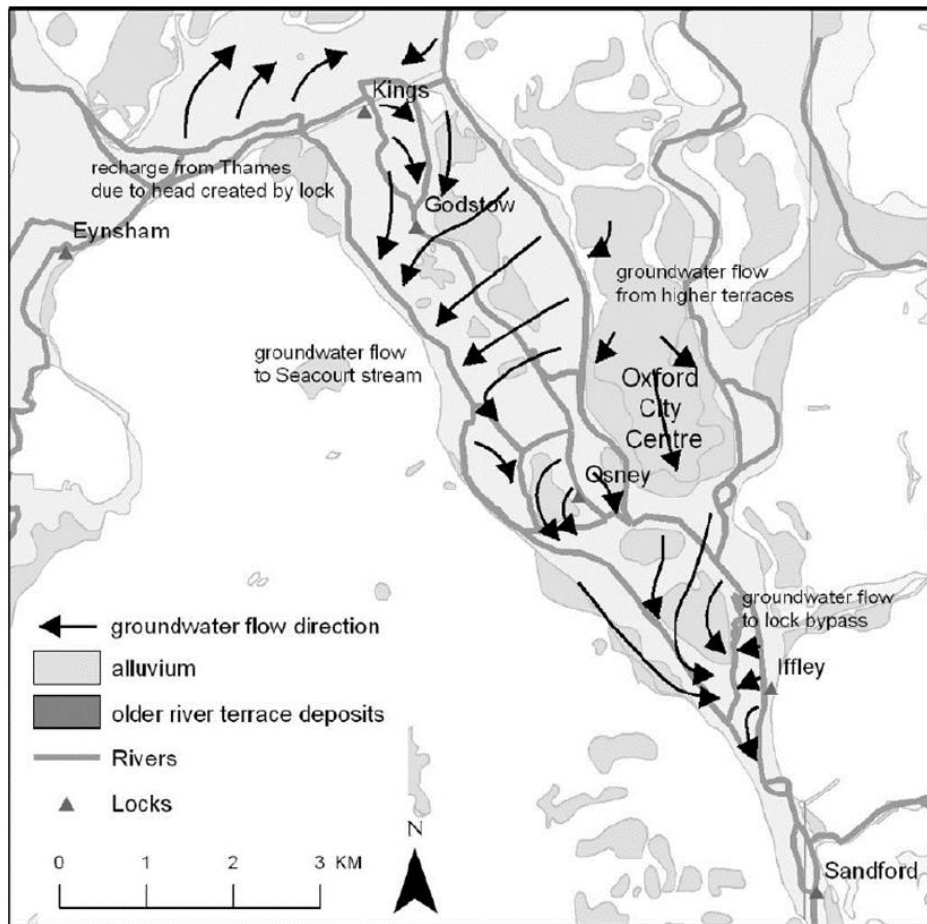 Kings
recharge from Thames
due to head created by lock
Godstow
Eynsham
groundwater flow
from higher terraces
groundwater flow
to Seacourt stream
Oxford
City
Centre
Osney
groundwater flow
to lock bypass
Iffley
groundwater flow direction
alluvium
older river terrace deposits
Rivers
Locks
N
0 1 2 3 KM
Sandford